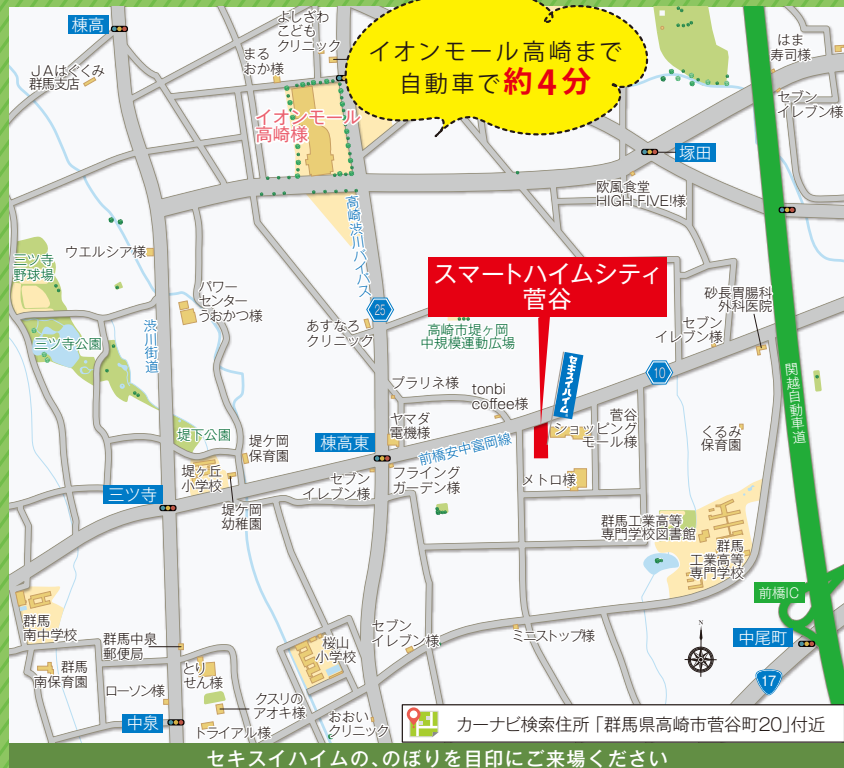 棟高
よしざわ
こども
クリニック
まる
おか様
JAはぐくみ
群馬支店
イオンモール高崎まで
自動車で約4分
はま
寿司様
セブン
イレブン様
イオンモール
高崎様
塚田
欧風食堂
HIGH FIVE!様
高崎渋川バイパス
ウエルシア様
三ツ寺
野球場
パワー
センター
うおかつ様
スマートハイムシティ
菅谷
砂長胃腸科
外科医院
渋川街道
25
あすなろ
クリニック
高崎市堤ヶ岡
中規模運動広場
セブン
イレブン様
三ツ寺公園
セキスイハイム
10
関越自動車道
プラリネ様
tonbi
coffee様
ヤマダ
電機様
菅谷
ショッピング
モール様
くるみ
保育園
堤下公園
堤ケ岡
保育園
棟高東
前橋安中富岡線
堤ヶ丘
小学校
セブン
イレブン様
フライング
ガーデン様
メトロ様
三ツ寺
堤ケ岡
幼稚園
群馬工業高等
専門学校図書館
群馬
工業高等
専門学校
前橋IC
群馬
南中学校
群馬中泉
郵便局
桜山
小学校
セブン
イレブン様
ミニストップ様
N
中尾町
群馬
南保育園
とり
せん様
17
ローソン様
クスリの
アオキ様
中泉
トライアル様
おおい
クリニック
カーナビ検索住所「群馬県高崎市菅谷町20」付近
セキスイハイムの、のぼりを目印にご来場ください